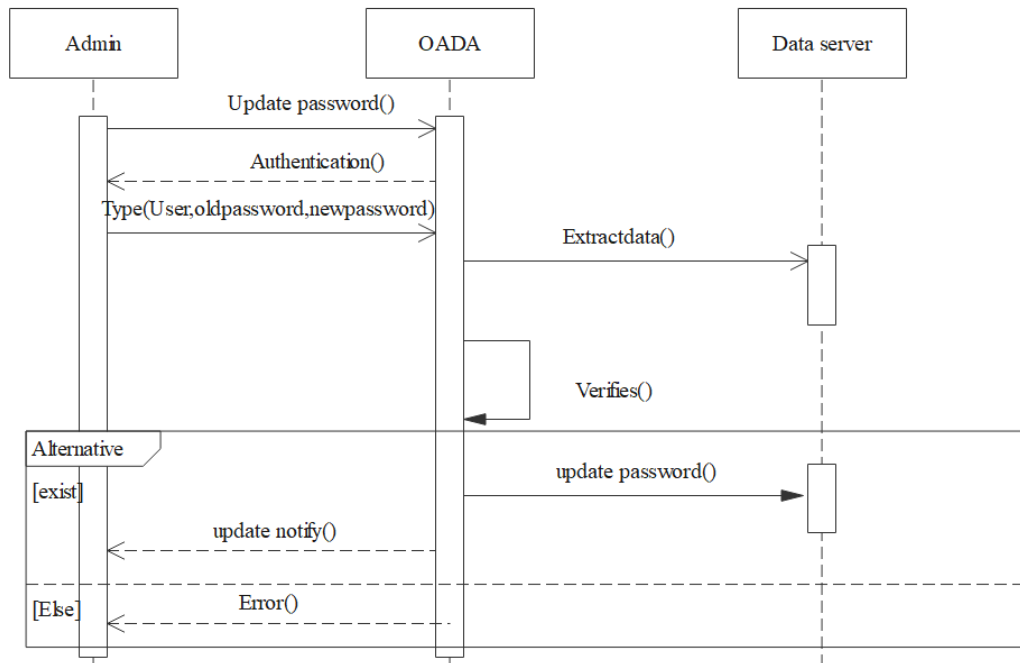 Admin
OADA
Data server
Update password()
Authentication()
Type(User,oldpassword,newpassword)
Extractdata()
Verifies()
Alternative
[exist]
update password()
update notify()
[Else]
Error()